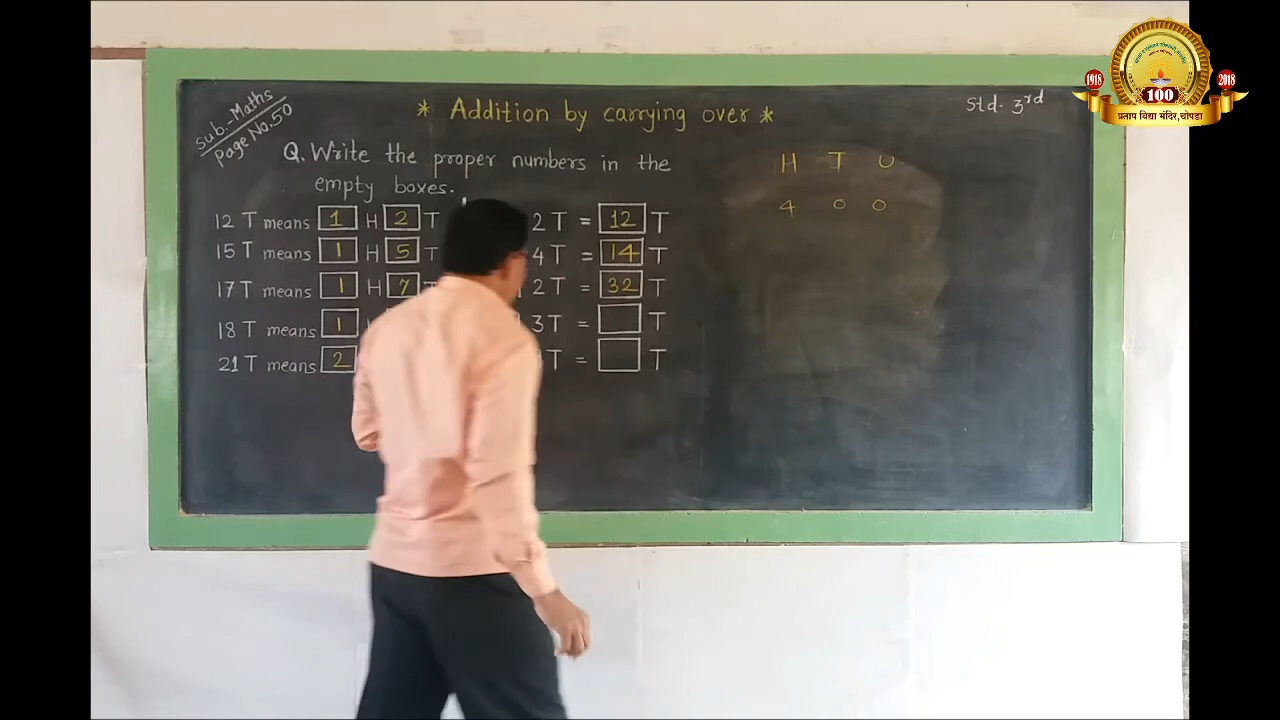 Sub.- Maths
Page No. 50
* Addition by carrying over *
Std- 3rd
Q. Write the proper numbers in the
empty boxes.
H T U
4 0 0
12 T means 1 H 2 T 2 T = 12 T
15 T means 1 H 5 T 4 T = 14 T
17 T means 1 H 7 2 T = 32 T
18 T means 1 3 T = T
21 T means 2 T = T
1918
2018
100
प्रताप विद्या मंदिर,चोपडा